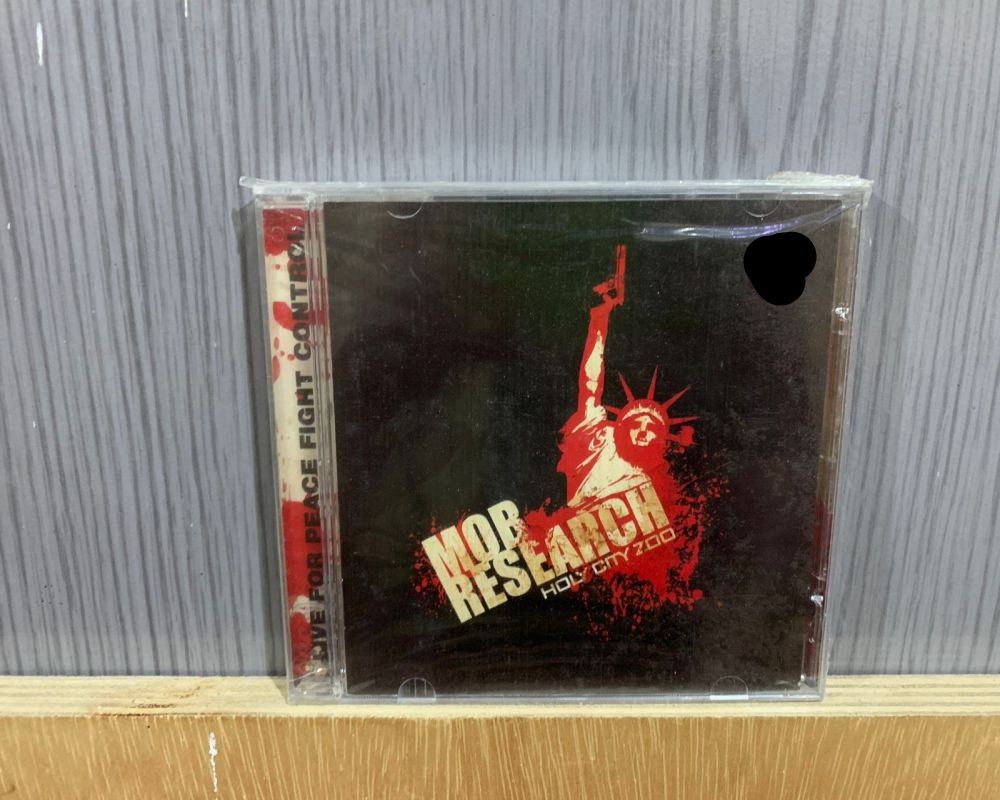 LIVE FOR PEACE FIGHT CONTROL
MOB
RESEARCH
HOLY CITY ZOO